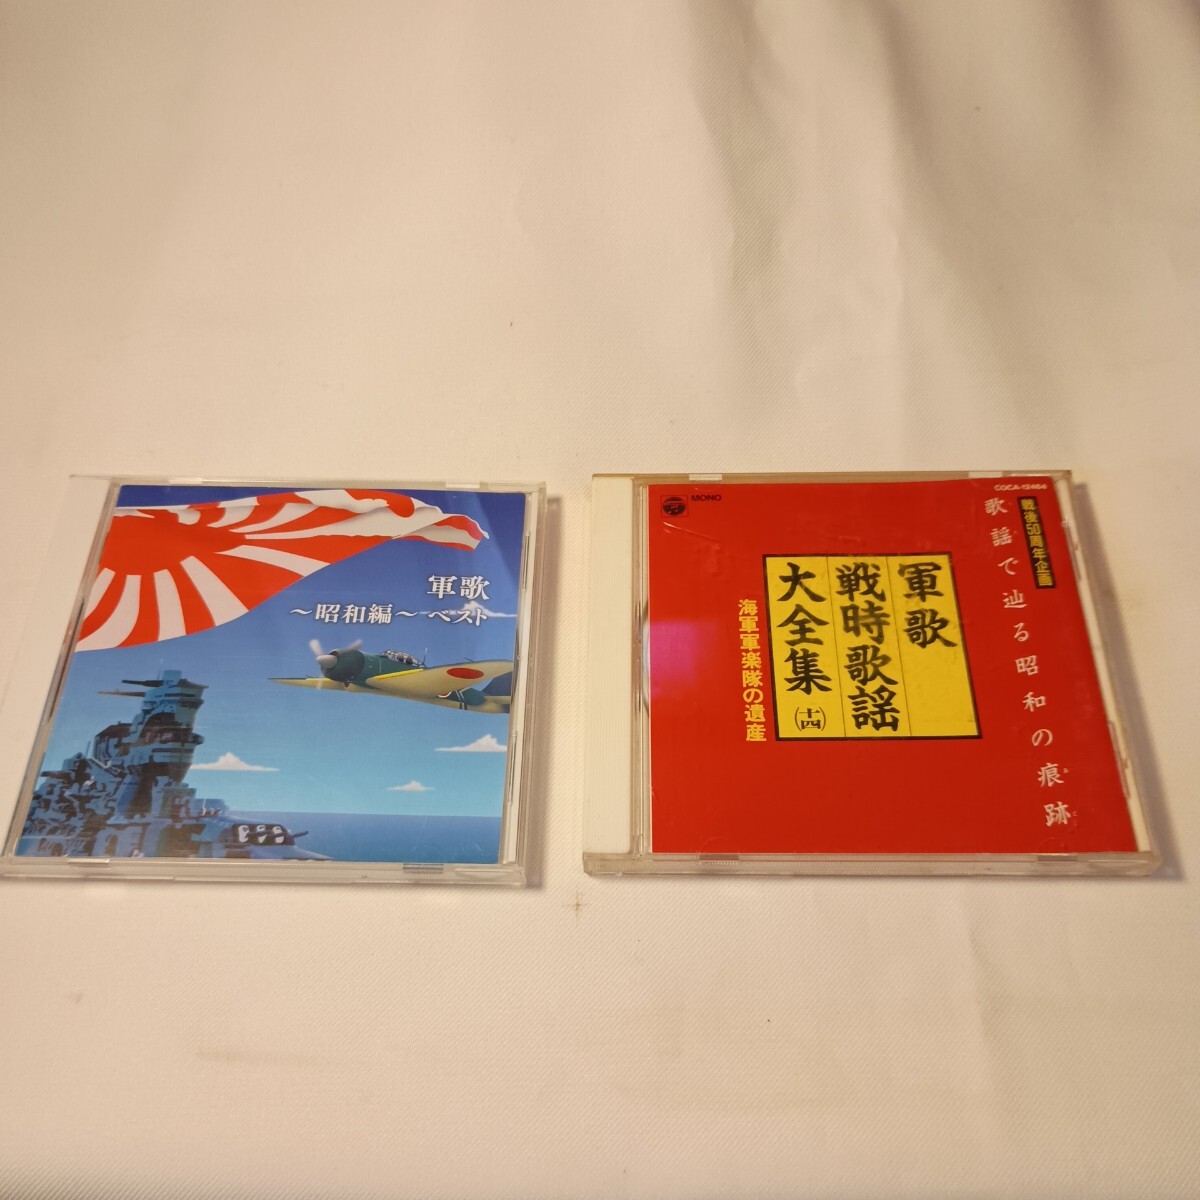 軍歌
～昭和編～ ベスト
MONO
COCA-12464
戦後50周年企画
歌謡で辿る昭和の痕跡
軍歌
戦時歌謡
大全集(十四)
海軍軍楽隊の遺産